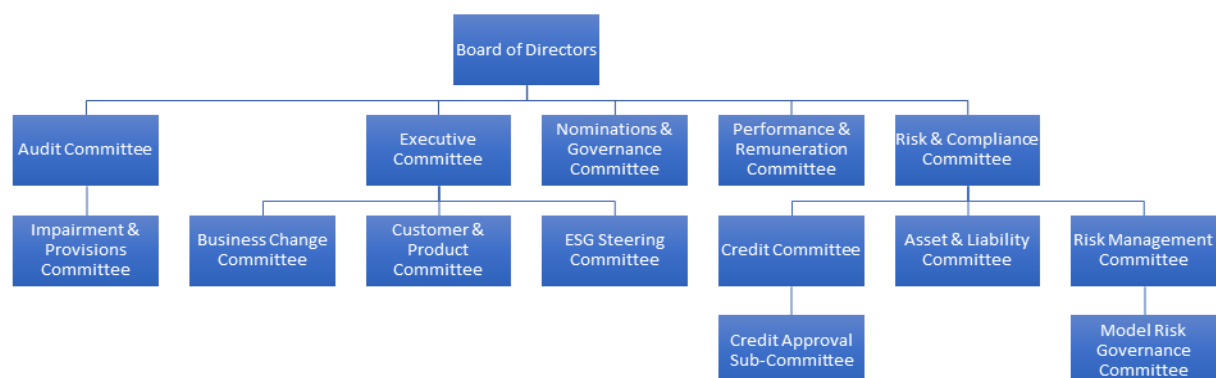 Board of Directors
Audit Committee
Executive
Committee
Nominations &
Governance
Committee
Performance &
Remuneration
Committee
Risk & Compliance
Committee
Impairment &
Provisions
Committee
Business Change
Committee
Customer &
Product
Committee
ESG Steering
Committee
Credit Committee
Asset & Liability
Committee
Risk Management
Committee
Credit Approval
Sub-Committee
Model Risk
Governance
Committee